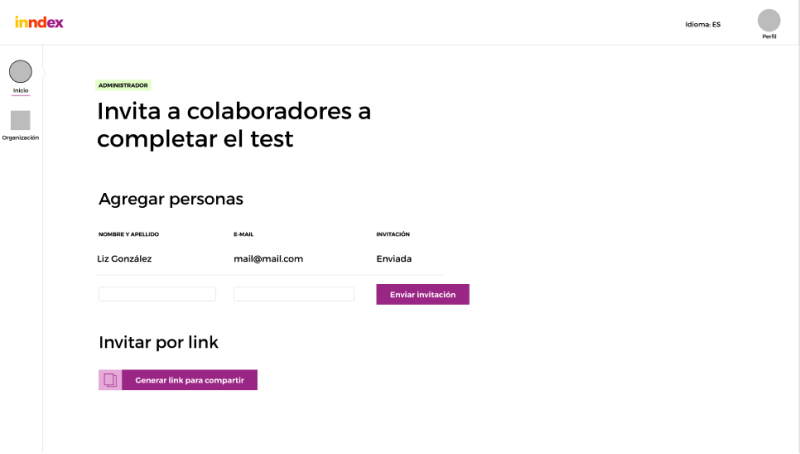 inndex
Idioma: ES
Perfil
Inicio
Organización
ADMINISTRADOR
Invita a colaboradores a
completar el test
Agregar personas
NOMBRE Y APELLIDO E-MAIL INVITACIÓN
Liz González mail@mail.com Enviada
Enviar invitación
Invitar por link
Generar link para compartir